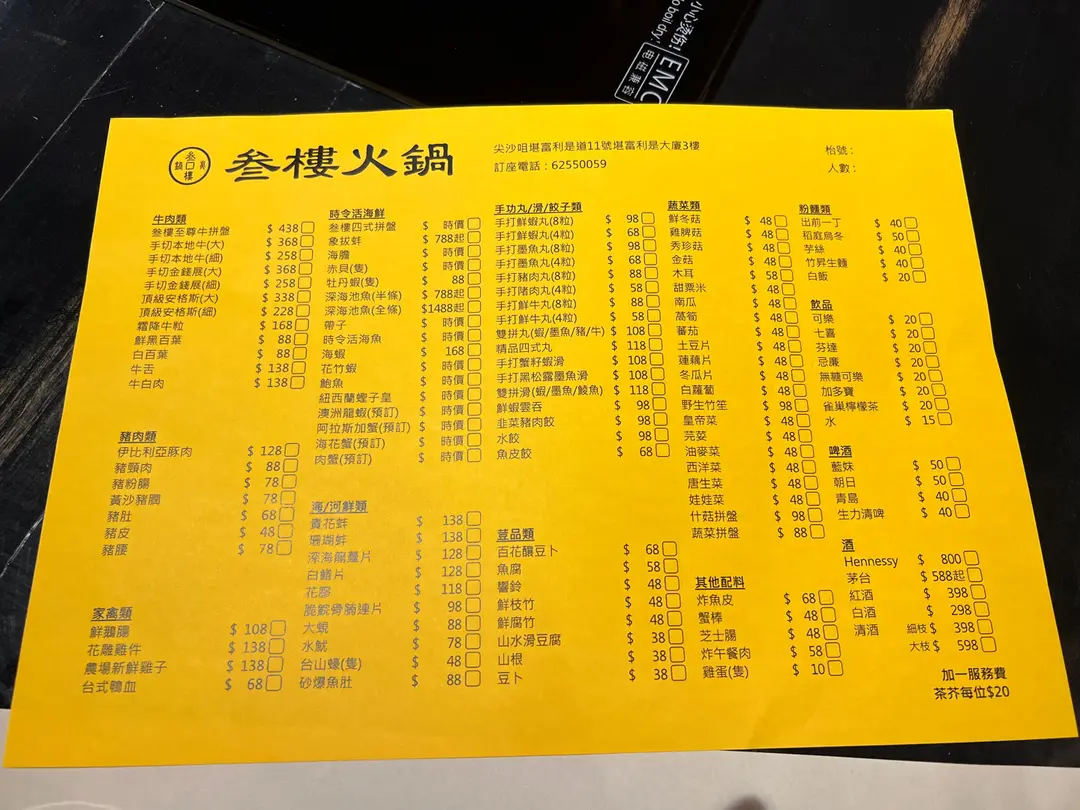 小心烫伤!
to boil dry.
EMC
电磁兼容
叁口萬樓鍋
叁樓火鍋
尖沙咀堪富利是道11號堪富利是大廈3樓
訂座電話：62550059
枱號：
人數：
牛肉類
叁樓至尊牛拼盤 $ 438
手切本地牛(大) $ 368
手切本地牛(細) $ 258
手切金錢展(大) $ 368
手切金錢展(細) $ 258
頂級安格斯(大) $ 338
頂級安格斯(細) $ 228
霜降牛粒 $ 168
鮮黑百葉 $ 88
白百葉 $ 88
牛舌 $ 138
牛白肉 $ 138
豬肉類
伊比利亞豚肉 $ 128
豬頸肉 $ 88
豬粉腸 $ 78
黃沙豬膶 $ 78
豬肚 $ 68
豬皮 $ 48
豬腰 $ 78
家禽類
鮮鵝腸 $ 108
花雕雞件 $ 138
農場新鮮雞子 $ 138
台式鴨血 $ 68
時令活海鮮
叁樓四式拼盤 $ 時價
象拔蚌 $ 788起
海膽 $ 時價
赤貝(隻) $ 時價
牡丹蝦(隻) $ 88
深海池魚(半條) $ 788起
深海池魚(全條) $1488起
帶子 $ 時價
時令活海魚 $ 時價
海蝦 $ 168
花竹蝦 $ 時價
鮑魚 $ 時價
紐西蘭蟶子皇 $ 時價
澳洲龍蝦(預訂) $ 時價
阿拉斯加蟹(預訂) $ 時價
海花蟹(預訂) $ 時價
肉蟹(預訂) $ 時價
海/河鮮類
貴花蚌 $ 138
珊瑚蚌 $ 138
深海龍躉片 $ 128
白鱔片 $ 128
花膠 $ 118
脆鯇骨腩連片 $ 98
大蜆 $ 88
水魷 $ 78
台山蠔(隻) $ 48
砂爆魚肚 $ 88
手功丸/滑/餃子類
手打鮮蝦丸(8粒) $ 98
手打鮮蝦丸(4粒) $ 68
手打墨魚丸(8粒) $ 98
手打墨魚丸(4粒) $ 68
手打豬肉丸(8粒) $ 88
手打豬肉丸(4粒) $ 58
手打鮮牛丸(8粒) $ 88
手打鮮牛丸(4粒) $ 58
雙拼丸(蝦/墨魚/豬/牛) $ 108
精品四式丸 $ 118
手打蟹籽蝦滑 $ 108
手打黑松露墨魚滑 $ 108
雙拼滑(蝦/墨魚/鯪魚) $ 118
鮮蝦雲吞 $ 98
韭菜豬肉餃 $ 98
水餃 $ 98
魚皮餃 $ 68
荳品類
百花釀豆卜 $ 68
魚腐 $ 58
響鈴 $ 48
鮮枝竹 $ 48
鮮腐竹 $ 48
山水滑豆腐 $ 38
山根 $ 38
豆卜 $ 38
蔬菜類
鮮冬菇 $ 48
雞脾菇 $ 48
秀珍菇 $ 48
金菇 $ 48
木耳 $ 58
甜粟米 $ 48
南瓜 $ 48
萵筍 $ 48
蕃茄 $ 48
土豆片 $ 48
蓮藕片 $ 48
冬瓜片 $ 48
白蘿蔔 $ 48
野生竹笙 $ 98
皇帝菜 $ 48
芫荽 $ 48
油麥菜 $ 48
西洋菜 $ 48
唐生菜 $ 48
娃娃菜 $ 48
什菇拼盤 $ 98
蔬菜拼盤 $ 88
其他配料
炸魚皮 $ 68
蟹棒 $ 48
芝士腸 $ 48
炸午餐肉 $ 58
雞蛋(隻) $ 10
粉麵類
出前一丁 $ 40
稻庭烏冬 $ 50
芋絲 $ 40
竹昇生麵 $ 40
白飯 $ 20
飲品
可樂 $ 20
七喜 $ 20
芬達 $ 20
忌廉 $ 20
無糖可樂 $ 20
加多寶 $ 20
雀巢檸檬茶 $ 20
水 $ 15
啤酒
藍妹 $ 50
朝日 $ 50
青島 $ 40
生力清啤 $ 40
酒
Hennessy $ 800
茅台 $ 588起
紅酒 $ 398
白酒 $ 298
清酒 細枝 $ 398
大枝 $ 598
加一服務費
茶芥每位$20